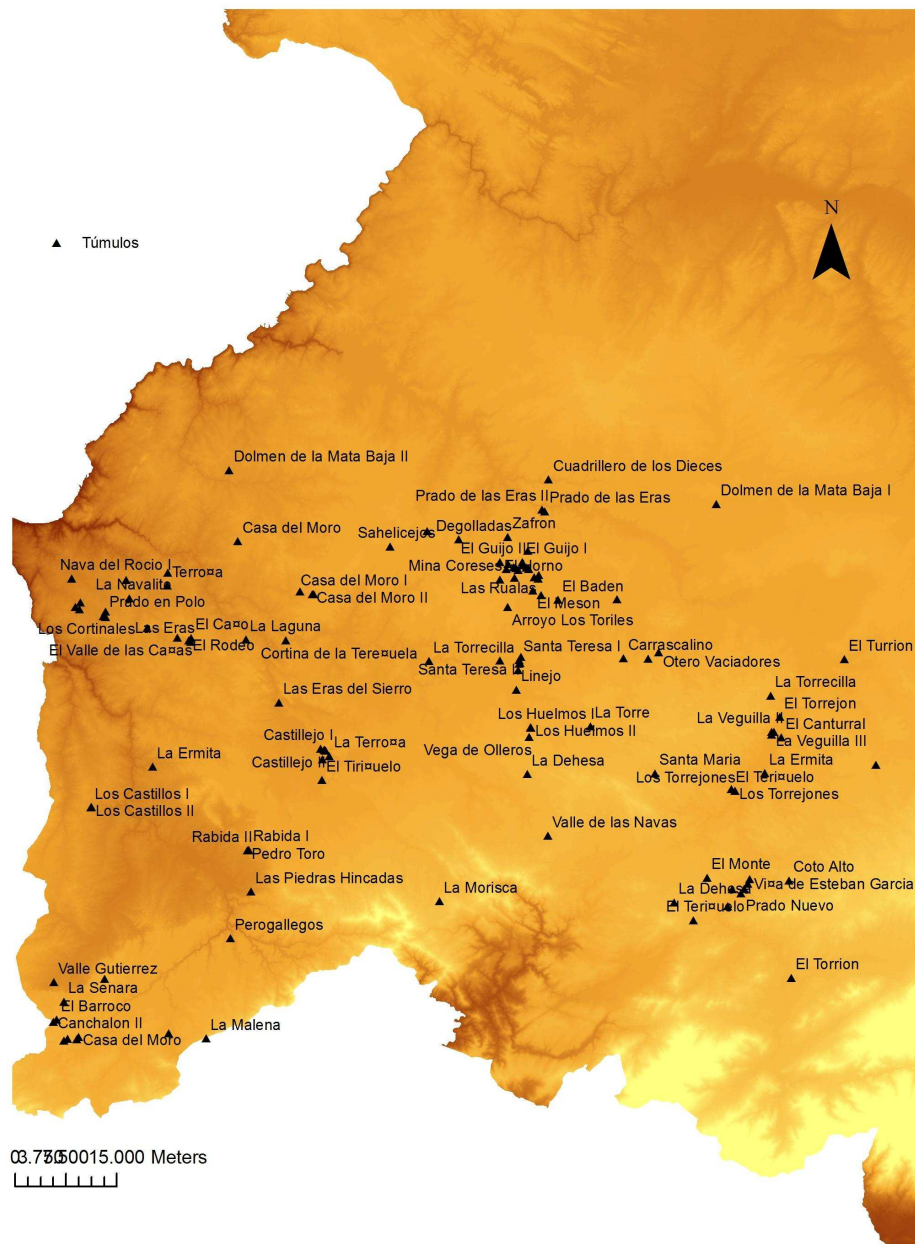 N
Túmulos
Dolmen de la Mata Baja II
Cuadrillero de los Dieces
Prado de las Eras II
Prado de las Eras
Dolmen de la Mata Baja I
Casa del Moro
Sahelicejos
Degolladas
Zafron
El Guijo II
El Guijo I
Nava del Rocio I
Terro¤a
Mina Coreses
El Horno
La Navalito
Casa del Moro I
Las Rualas
El Baden
Prado en Polo
Casa del Moro II
El Meson
Arroyo Los Toriles
Los Cortinales
Las Eras
El Ca¤o
La Laguna
El Valle de las Ca¤as
El Rodeo
Cortina de la Tere¤uela
La Torrecilla
Santa Teresa I
Carrascalino
El Turrion
Santa Teresa II
Otero Vaciadores
Linejo
Las Eras del Sierro
La Torrecilla
El Torrejon
Los Huelmos I
La Torre
La Veguilla II
El Canturral
Castillejo I
La Terro¤a
Los Huelmos II
La Veguilla III
Vega de Olleros
La Ermita
Castillejo II
El Tiri¤uelo
La Dehesa
Santa Maria
La Ermita
Los Torrejones
El Teri¤uelo
Los Castillos I
Los Castillos II
Los Torrejones
Rabida II
Rabida I
Valle de las Navas
Pedro Toro
El Monte
Coto Alto
Las Piedras Hincadas
La Morisca
La Dehesa
Vi¤a de Esteban Garcia
El Teri¤uelo
Prado Nuevo
Perogallegos
Valle Gutierrez
El Torrion
La Senara
El Barroco
Canchalon II
Casa del Moro
La Malena
15.000 Meters